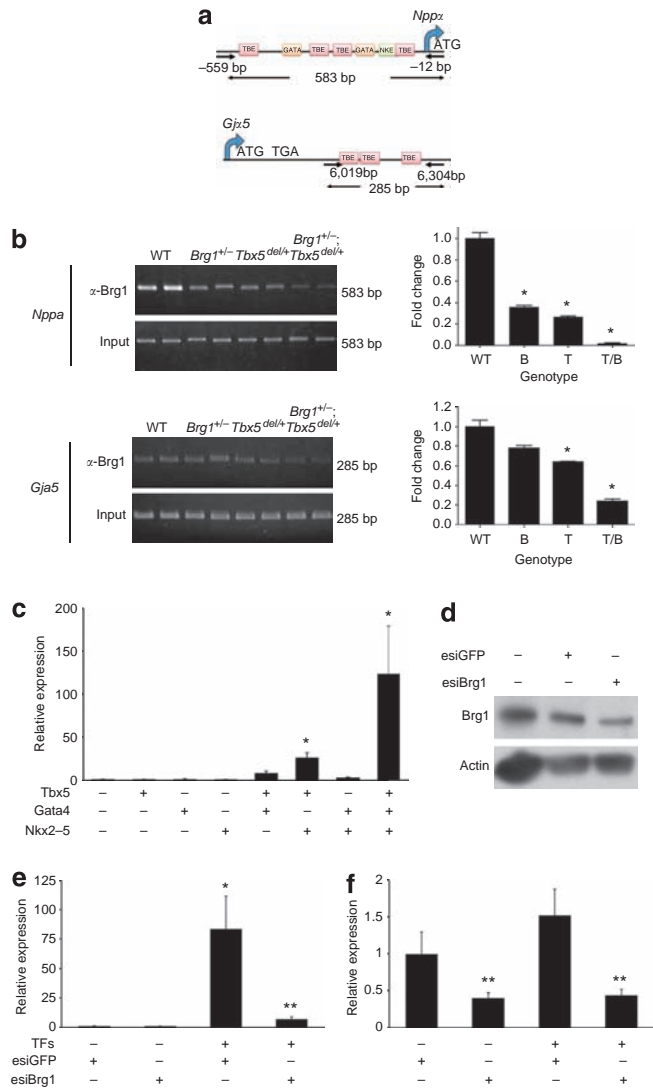 a
Nppα
TBE GATA TBE TBE GATA NKE TBE ATG
–559 bp –12 bp
583 bp
Gjα5
ATG TGA TBE TBE TBE
6,019bp 6,304bp
285 bp
b
Nppa
WT Brg1+/– Tbx5del/+ Brg1+/–; Tbx5del/+
α-Brg1 583 bp
Input 583 bp
Fold change
1.0
0.8
0.6
0.4
0.2
0.0
* * *
WT B T T/B
Genotype
Gja5
WT Brg1+/– Tbx5del/+ Brg1+/–; Tbx5del/+
α-Brg1 285 bp
Input 285 bp
Fold change
1.2
1.0
0.8
0.6
0.4
0.2
0.0
* *
WT B T T/B
Genotype
c
Relative expression
200
150
100
50
0
* *
Tbx5 – + – – + + – +
Gata4 – – + – + – + +
Nkx2–5 – – – + – + + +
d
esiGFP – + –
esiBrg1 – – +
Brg1
Actin
e
Relative expression
125
100
75
50
25
0
* **
TFs – – + +
esiGFP + – + –
esiBrg1 – + – +
f
Relative expression
2
1.5
1
0.5
0
** **
– – + +
+ – + –
– + – +